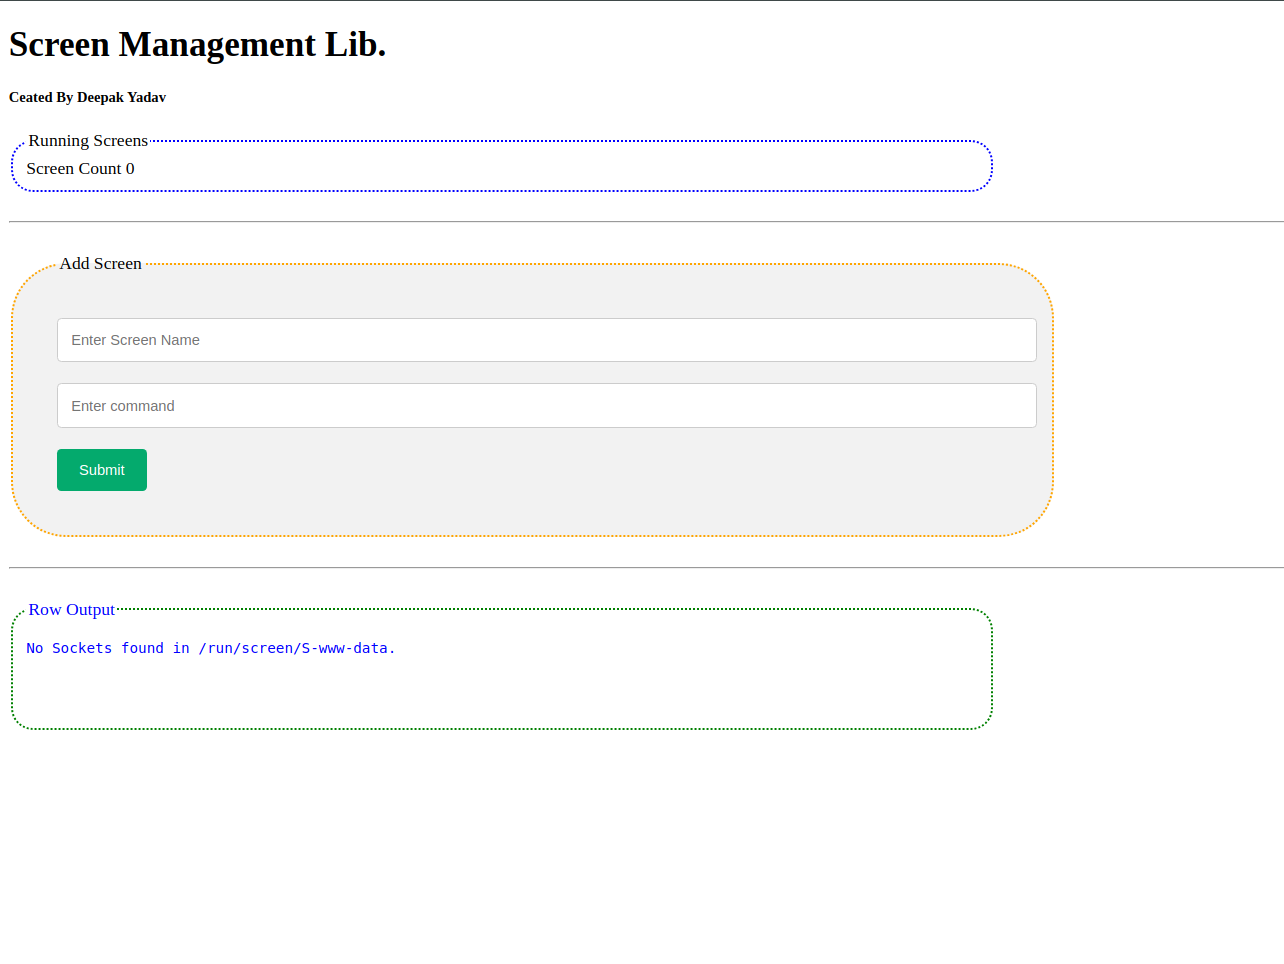 Screen Management Lib.
Ceated By Deepak Yadav
Running Screens
Screen Count 0
Add Screen
Enter Screen Name
Enter command
Submit
Row Output
No Sockets found in /run/screen/S-www-data.